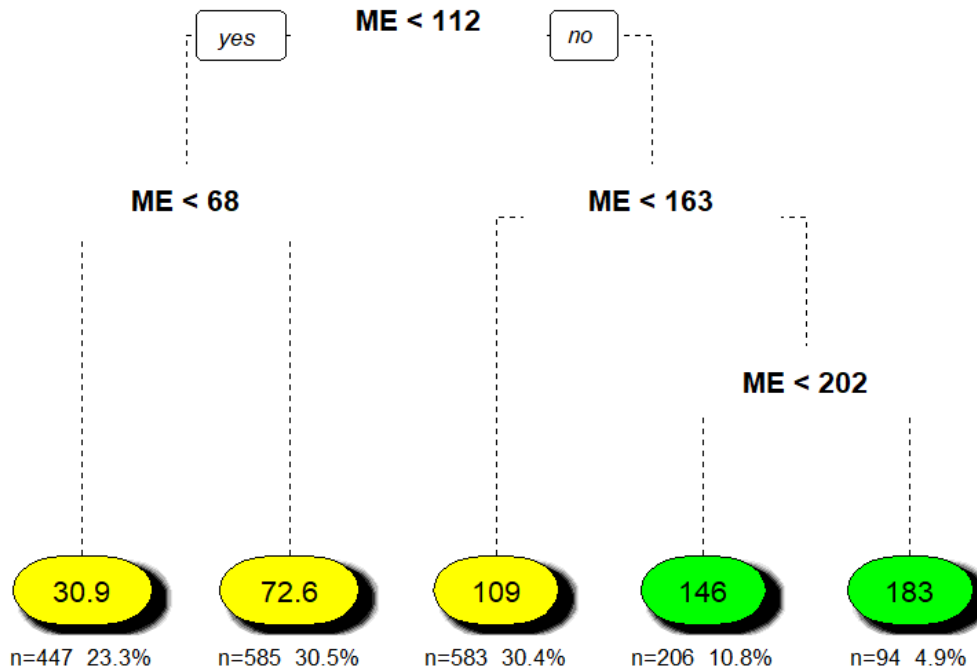 ME < 112
yes
no
ME < 68
ME < 163
ME < 202
30.9
72.6
109
146
183
n=447 23.3%
n=585 30.5%
n=583 30.4%
n=206 10.8%
n=94 4.9%